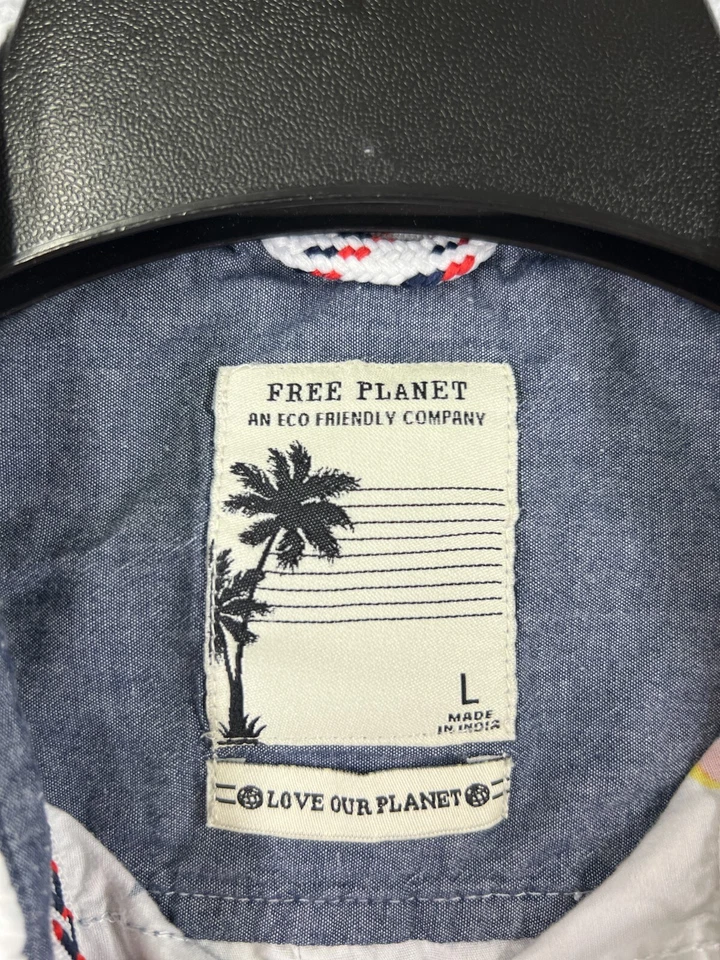 FREE PLANET
AN ECO FRIENDLY COMPANY
L
MADE
IN INDIA
LOVE OUR PLANET